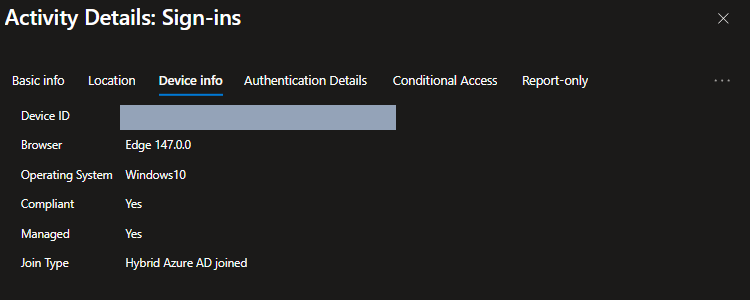 Activity Details: Sign-ins
Basic info Location Device info Authentication Details Conditional Access Report-only ...
Device ID
Browser Edge 147.0.0
Operating System Windows10
Compliant Yes
Managed Yes
Join Type Hybrid Azure AD joined